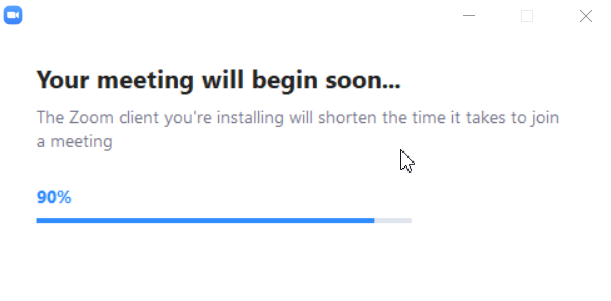 Your meeting will begin soon...
The Zoom client you're installing will shorten the time it takes to join
a meeting
90%